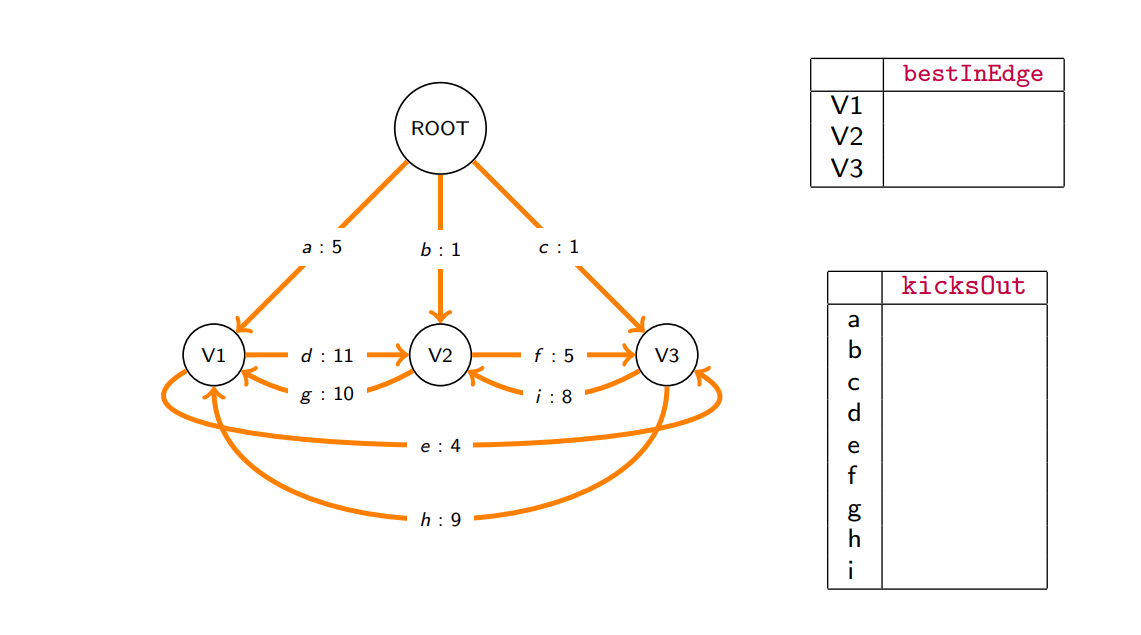 ROOT
a : 5
b : 1
c : 1
V1
d : 11
V2
f : 5
V3
g : 10
i : 8
e : 4
h : 9
bestInEdge
V1
V2
V3
kicksOut
a
b
c
d
e
f
g
h
i